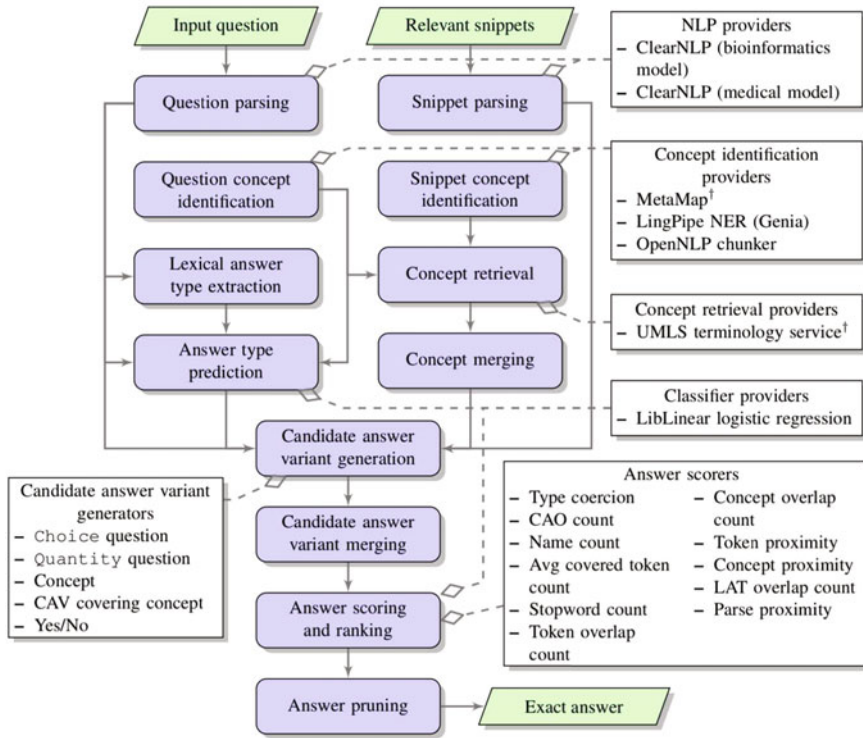 Input question
Relevant snippets
NLP providers
– ClearNLP (bioinformatics
model)
– ClearNLP (medical model)
Question parsing
Snippet parsing
Question concept
identification
Snippet concept
identification
Concept identification
providers
– MetaMap†
– LingPipe NER (Genia)
– OpenNLP chunker
Lexical answer
type extraction
Concept retrieval
Concept retrieval providers
– UMLS terminology service†
Answer type
prediction
Concept merging
Classifier providers
– LibLinear logistic regression
Candidate answer
variant generation
Candidate answer variant
generators
– Choice question
– Quantity question
– Concept
– CAV covering concept
– Yes/No
Candidate answer
variant merging
Answer scorers
– Type coercion
– CAO count
– Name count
– Avg covered token
count
– Stopword count
– Token overlap
count
– Concept overlap
count
– Token proximity
– Concept proximity
– LAT overlap count
– Parse proximity
Answer scoring
and ranking
Answer pruning
Exact answer